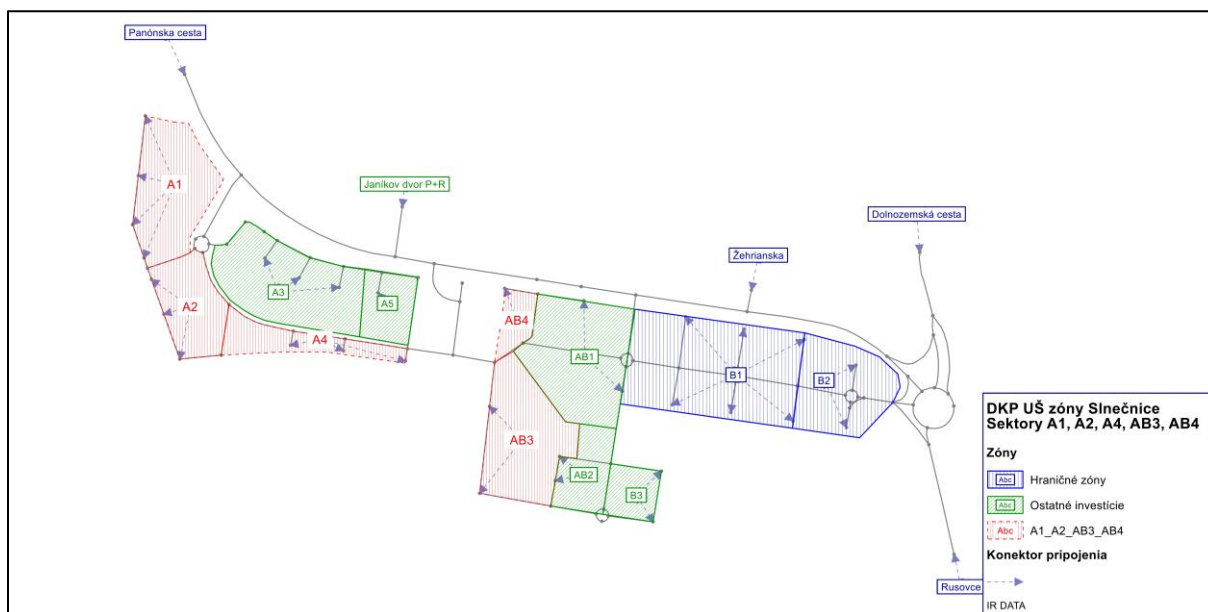 Panónska cesta
A1
Janíkov dvor P+R
Dolnozemská cesta
Žehrianska
A3
A5
A2
A4
AB4
AB1
B1
B2
AB3
AB2
B3
Rusovce
DKP UŠ zóny Slnečnice
Sektory A1, A2, A4, AB3, AB4
Zóny
Abc Hraničné zóny
Abc Ostatné investície
Abc A1_A2_AB3_AB4
Konektor pripojenia
IR DATA